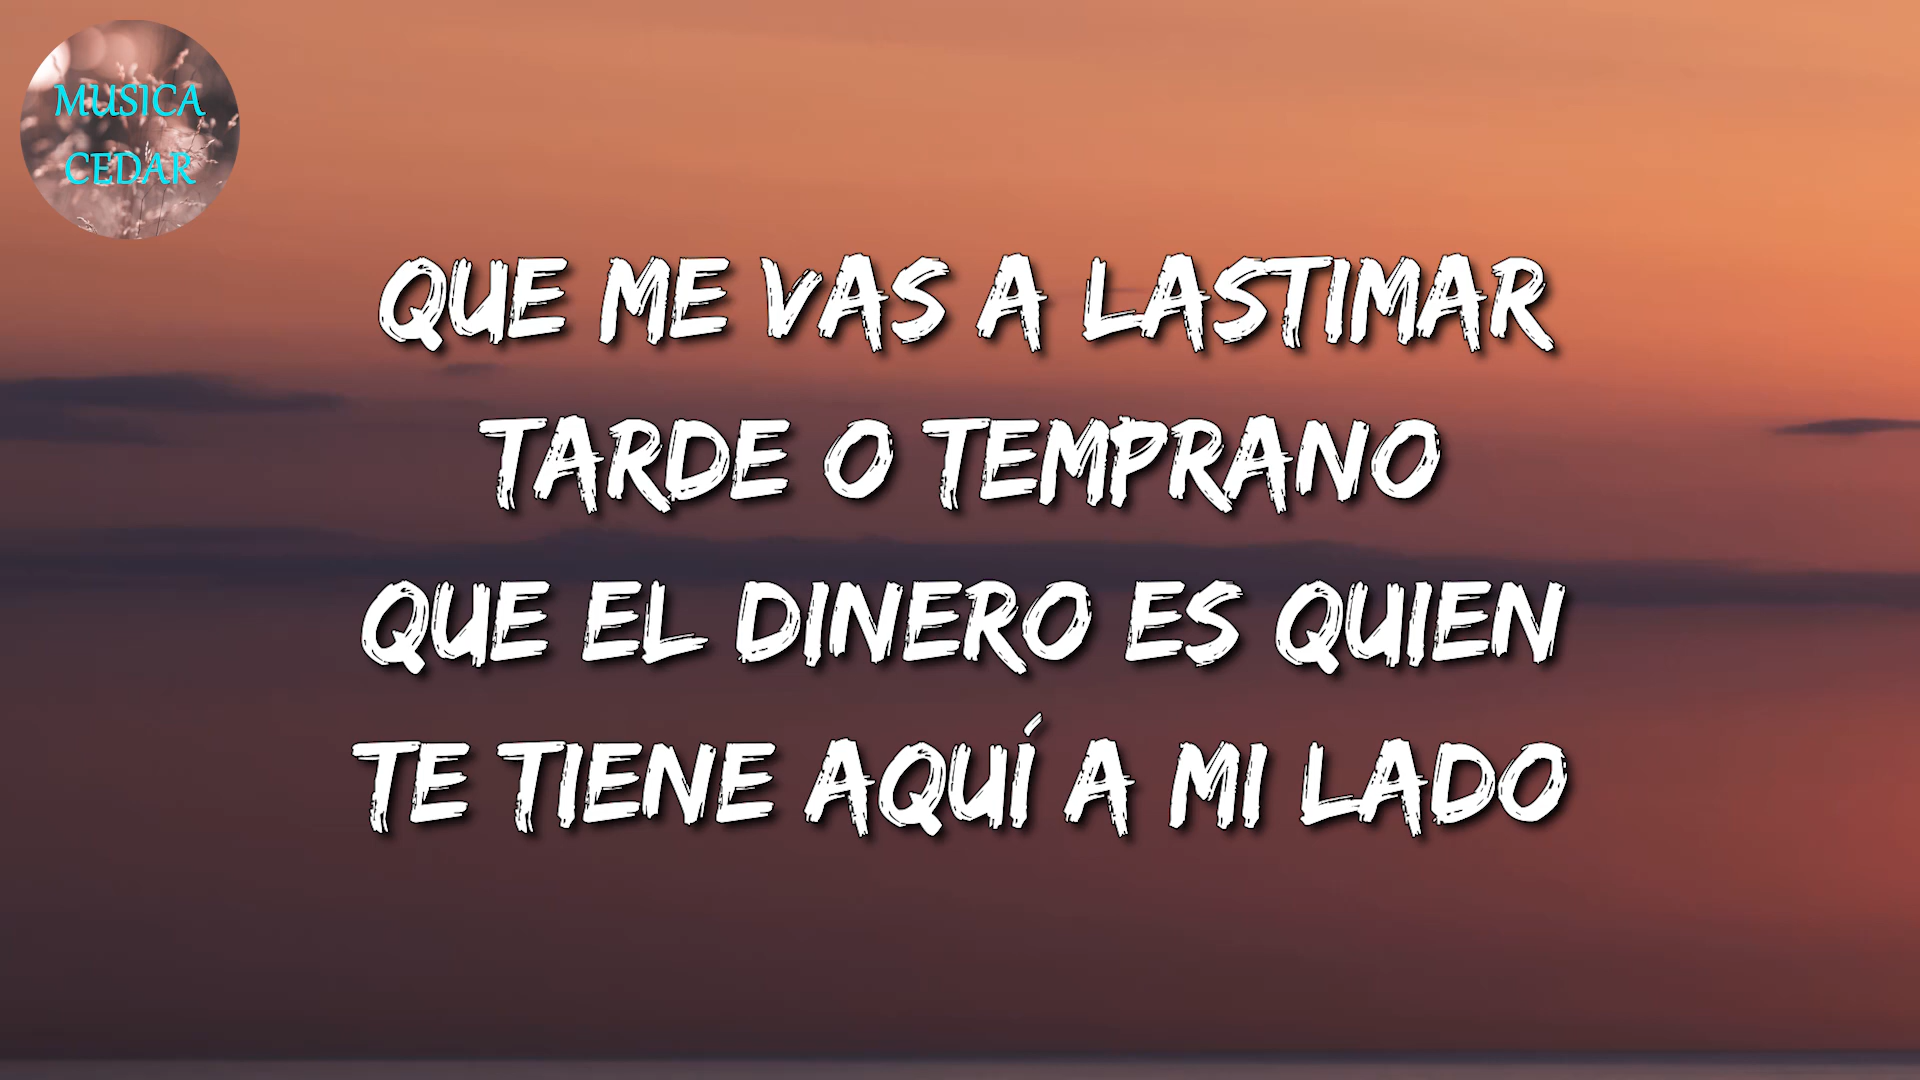 MUSICA
CEDAR
QUE ME VAS A LASTIMAR
TARDE O TEMPRANO
QUE EL DINERO ES QUIEN
TE TIENE AQUÍ A MI LADO